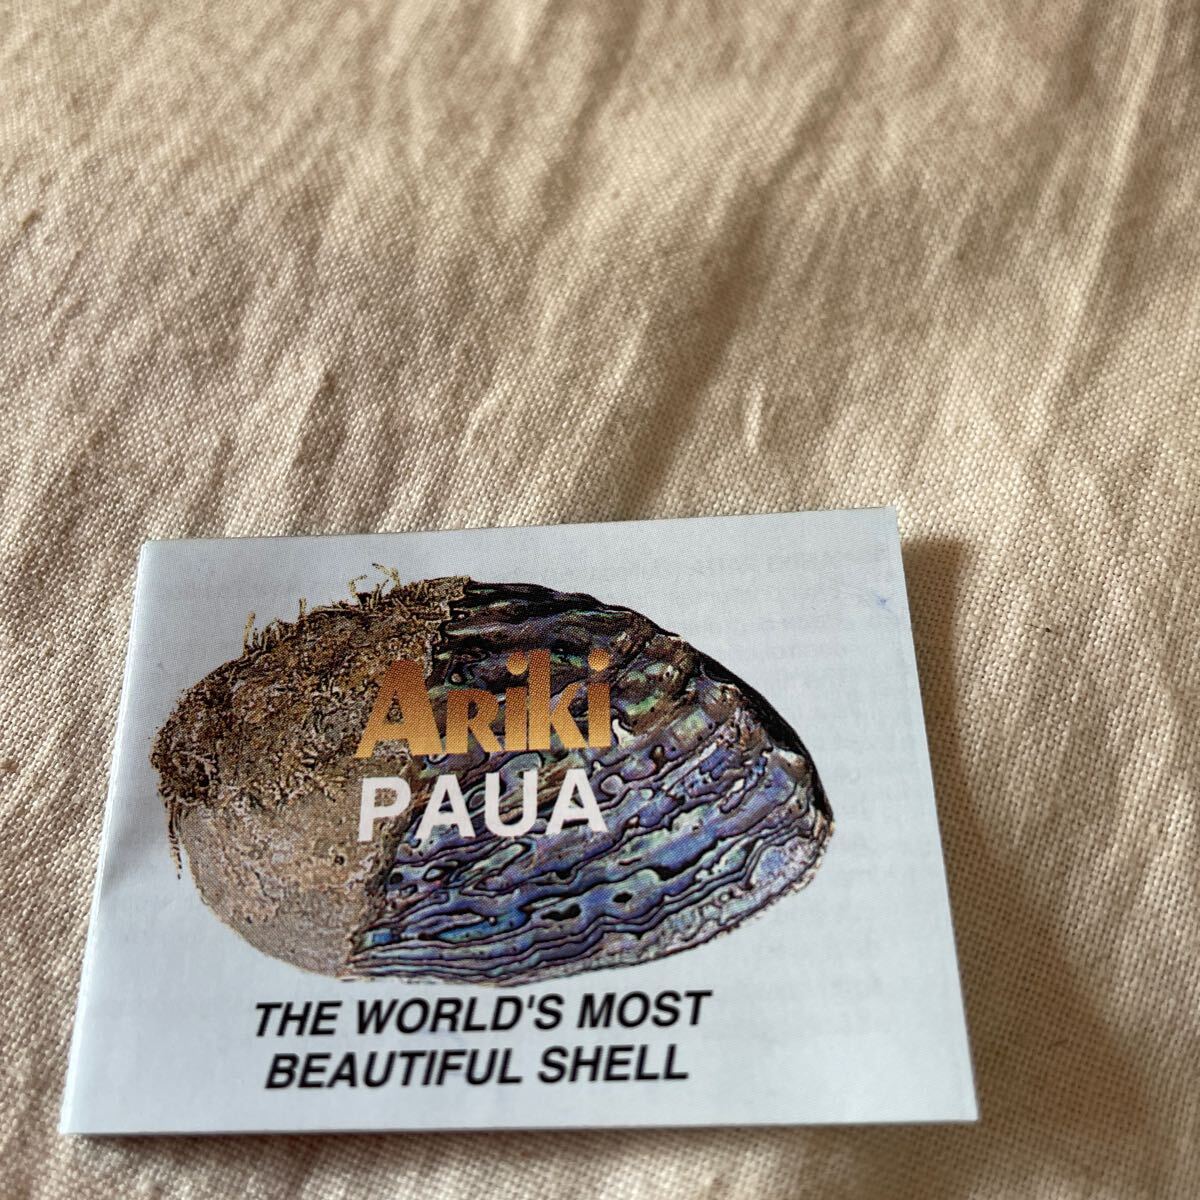 Ariki
PAUA
THE WORLD'S MOST
BEAUTIFUL SHELL